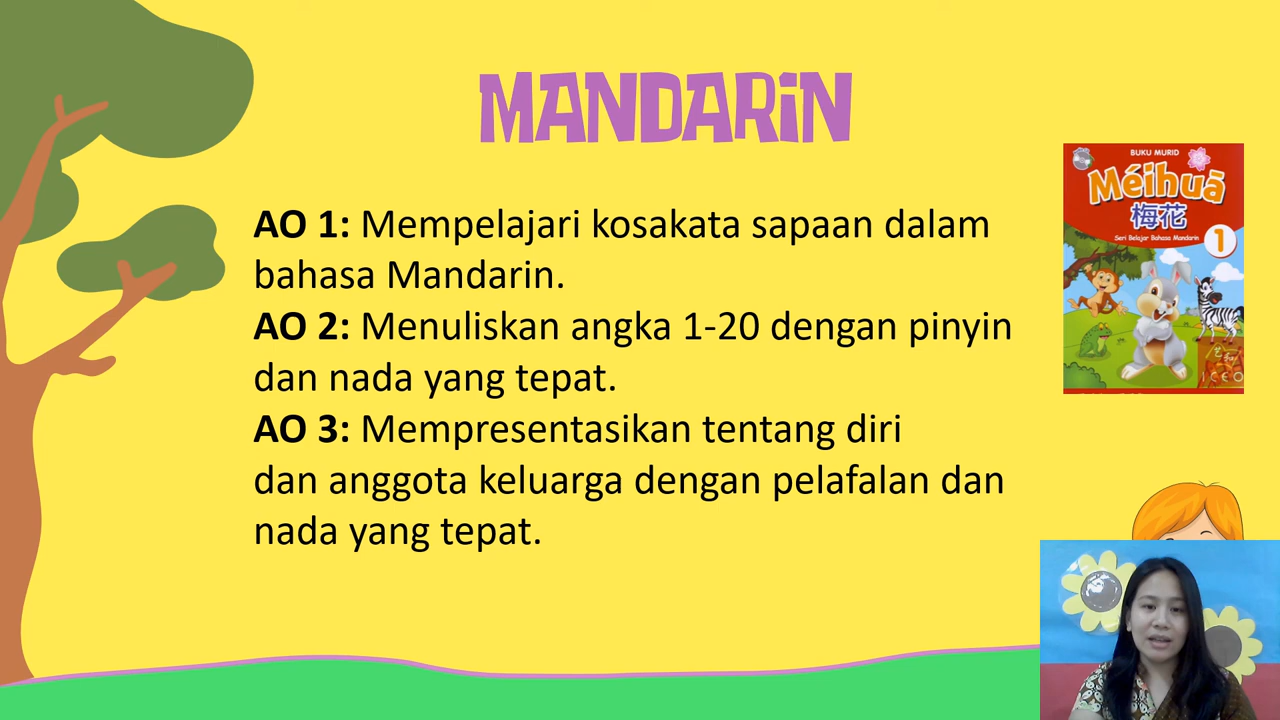 MANDARiN
AO 1: Mempelajari kosakata sapaan dalam
bahasa Mandarin.
AO 2: Menuliskan angka 1-20 dengan pinyin
dan nada yang tepat.
AO 3: Mempresentasikan tentang diri
dan anggota keluarga dengan pelafalan dan
nada yang tepat.
BUKU MURID
Méihuā
梅花
Seri Belajar Bahasa Mandarin
1